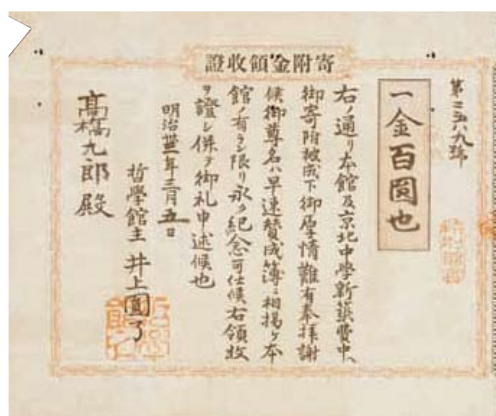 寄附金領收證
第三五八九號
一金百圓也
右ノ通リ本館及京北中學新築費中ヘ
御寄附被成下御厚情難有奉拝謝
候御尊名ハ早速賛成簿ニ相揚ケ本
館ノ有ラン限リ永ク紀念可仕候右領收
ヲ證シ併テ御礼申述候也
明治卅一年三月五日
哲學館主 井上圓了
髙橋九郎殿